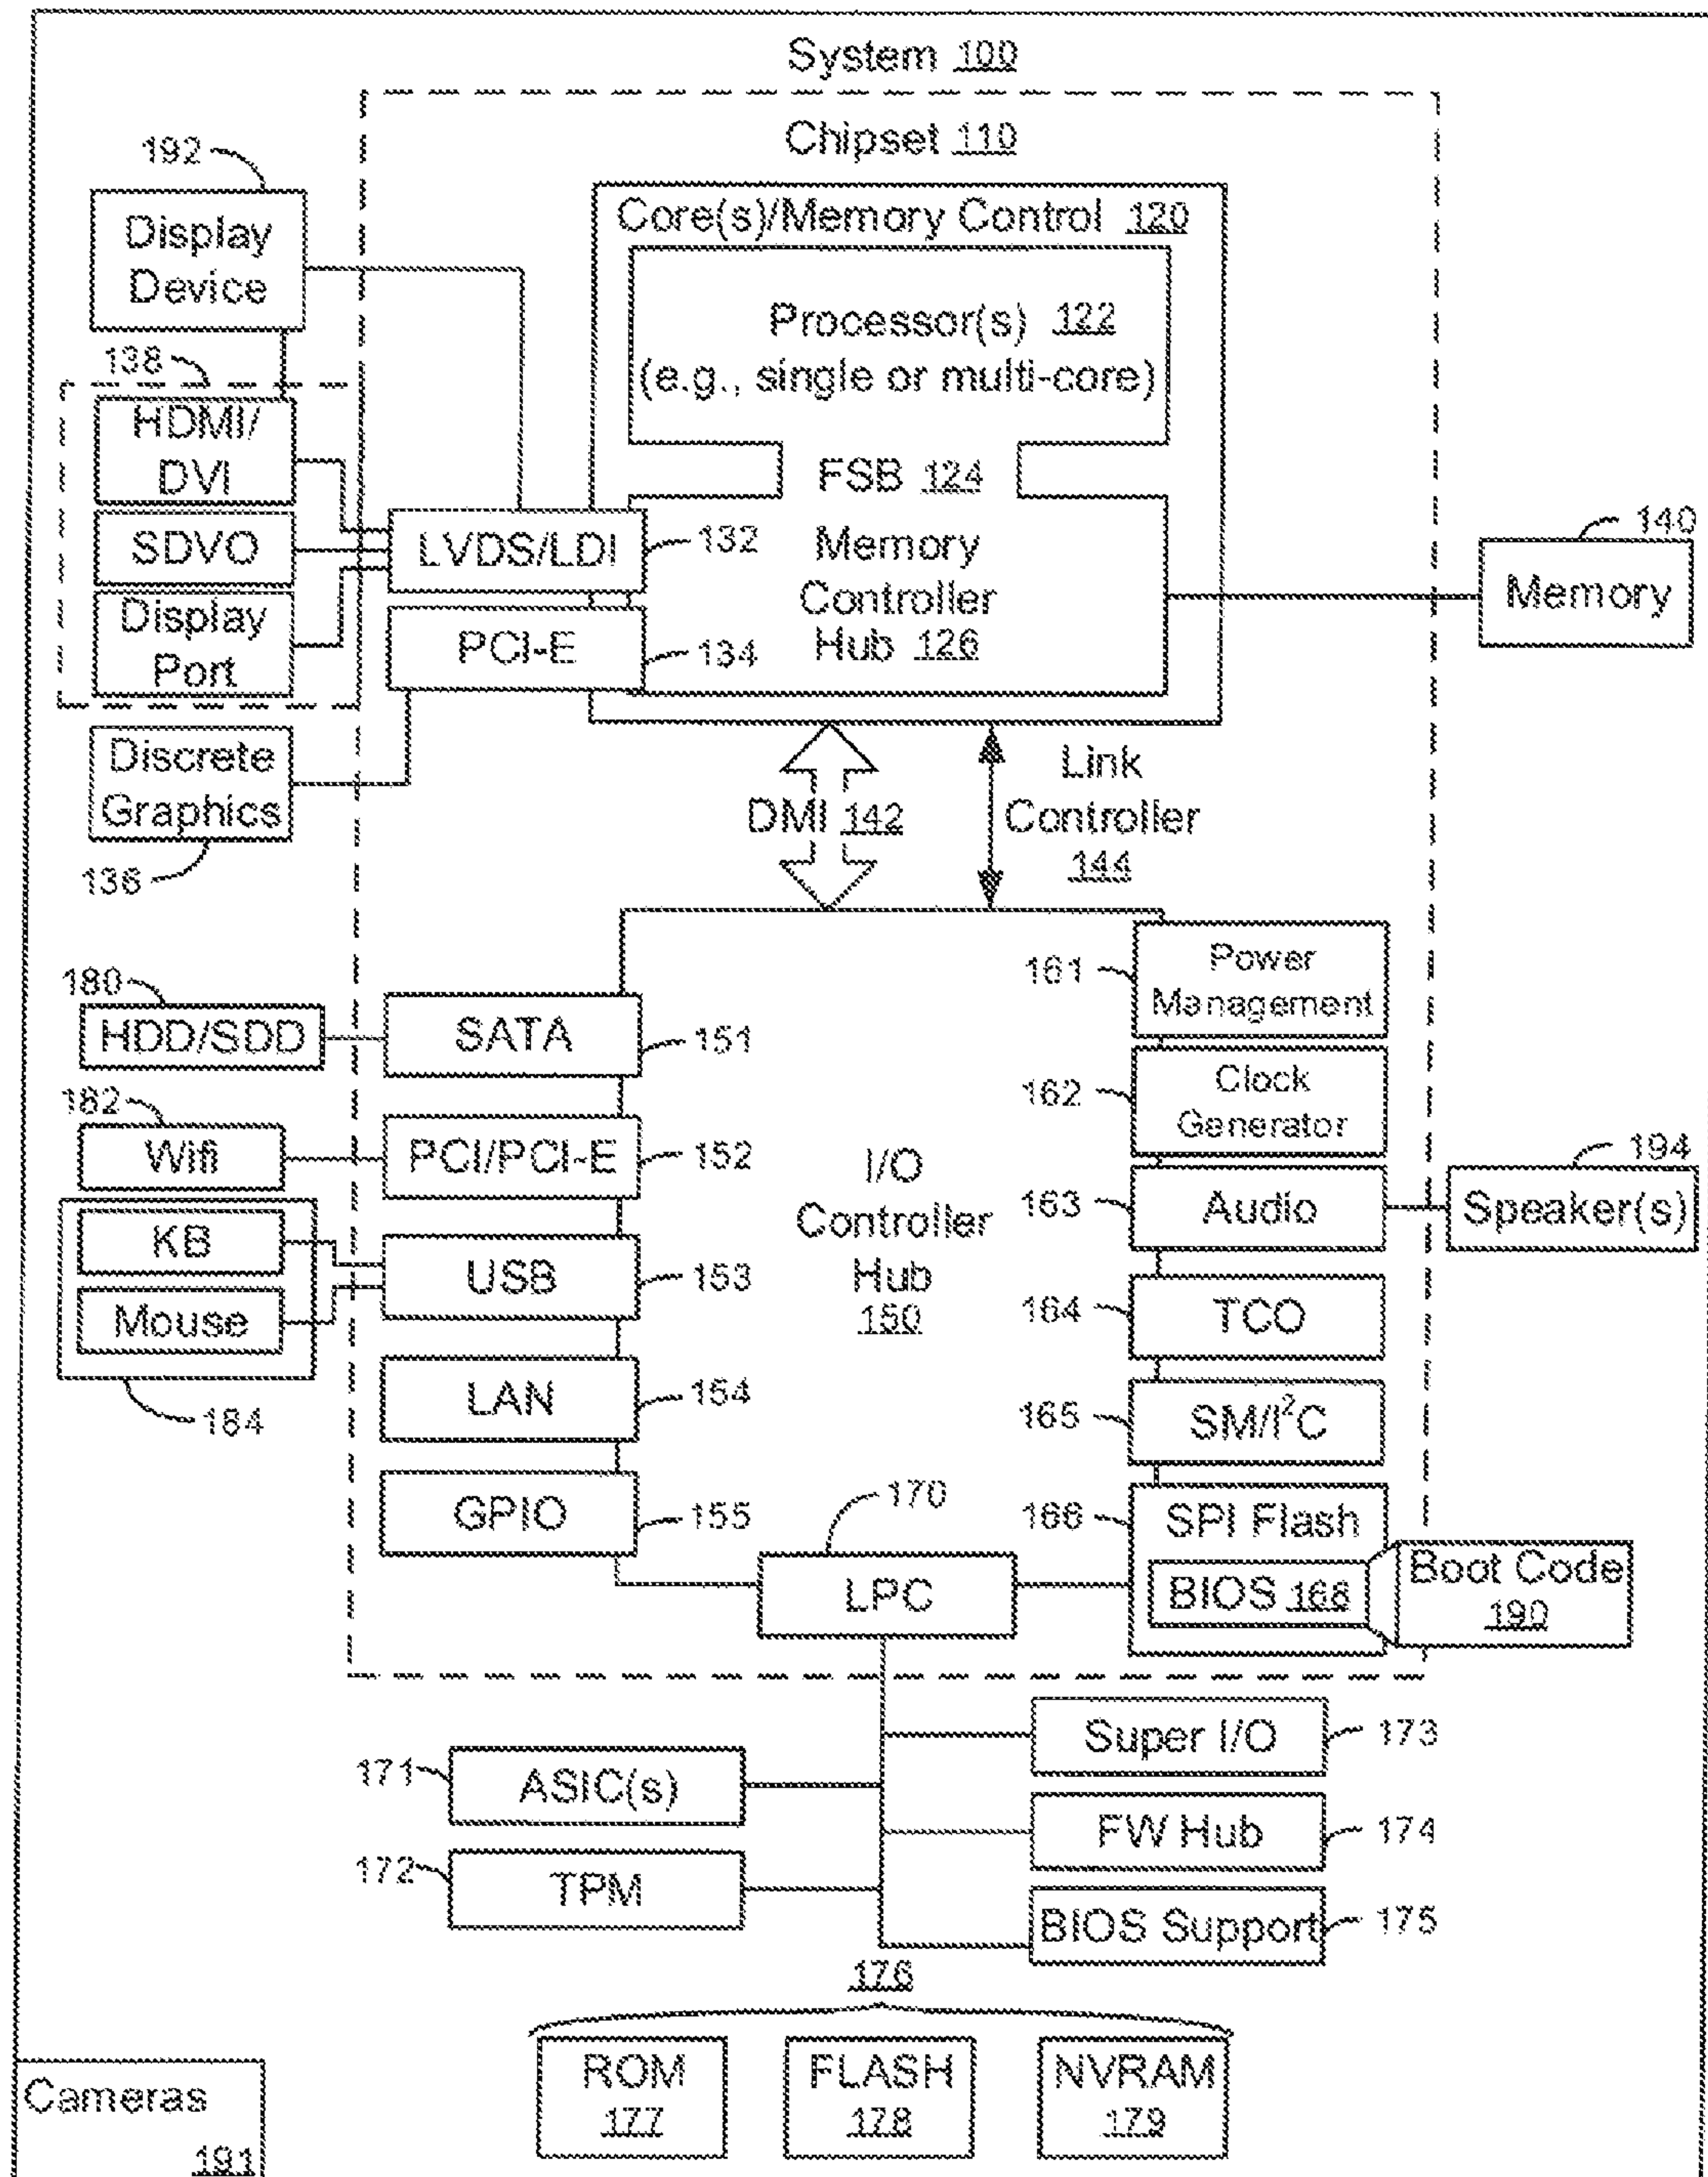 System 100
Chipset 110
192
Display
Device
Core(s)/Memory Control 120
Processor(s) 122
(e.g., single or multi-core)
138
HDMI/
DVI
SDVO
Display
Port
FSB 124
LVDS/LDI
132
PCI-E
134
Memory
Controller
Hub 126
140
Memory
Discrete
Graphics
136
DMI 142
Link
Controller
144
180
HDD/SDD
SATA
151
182
Wifi
PCI/PCI-E
152
KB
Mouse
184
USB
153
LAN
154
GPIO
155
I/O
Controller
Hub
150
161
Power
Management
162
Clock
Generator
163
Audio
194
Speaker(s)
164
TCO
165
SM/I²C
166
SPI Flash
BIOS 168
Boot Code
190
170
LPC
171
ASIC(s)
172
TPM
Super I/O
173
FW Hub
174
BIOS Support
175
176
ROM
177
FLASH
178
NVRAM
179
Cameras
191